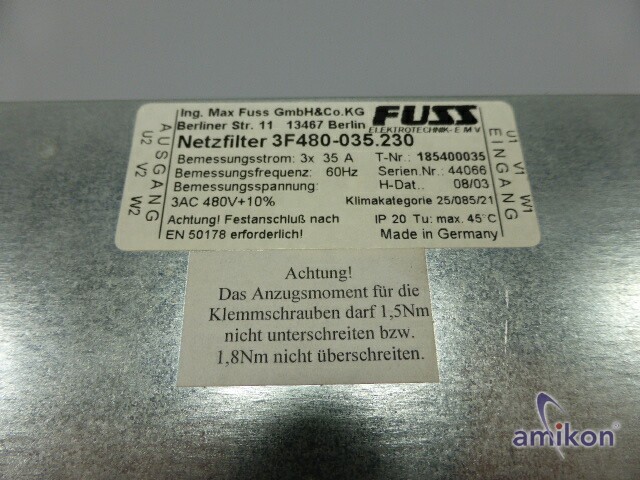 Ing. Max Fuss GmbH&Co.KG
FUSS
Berliner Str. 11 13467 Berlin
ELEKTROTECHNIK-EMV
Netzfilter 3F480-035.230
Bemessungsstrom: 3x 35 A T-Nr.: 185400035
Bemessungsfrequenz: 60Hz Serien.Nr.: 44066
Bemessungsspannung: H-Dat.. 08/03
3AC 480V+10% Klimakategorie 25/085/21
Achtung! Festanschluß nach IP 20 Tu: max. 45°C
EN 50178 erforderlich! Made in Germany
AUSGANG
U2 V2 W2
EINGANG
U1 V1 W1
Achtung!
Das Anzugsmoment für die
Klemmschrauben darf 1,5Nm
nicht unterschreiten bzw.
1,8Nm nicht überschreiten.
amikon